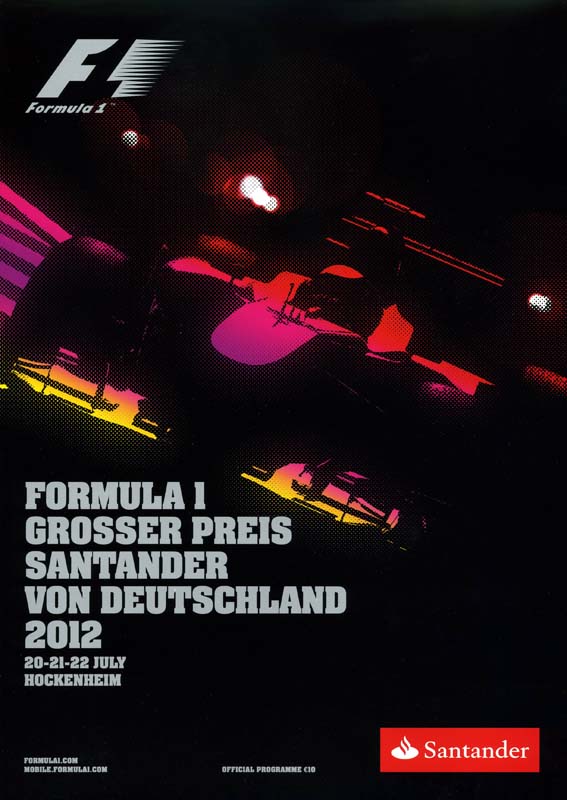 F1
Formula 1™
FORMULA 1
GROSSER PREIS
SANTANDER
VON DEUTSCHLAND
2012
20-21-22 JULY
HOCKENHEIM
FORMULA1.COM
MOBILE.FORMULA1.COM
OFFICIAL PROGRAMME €10
Santander